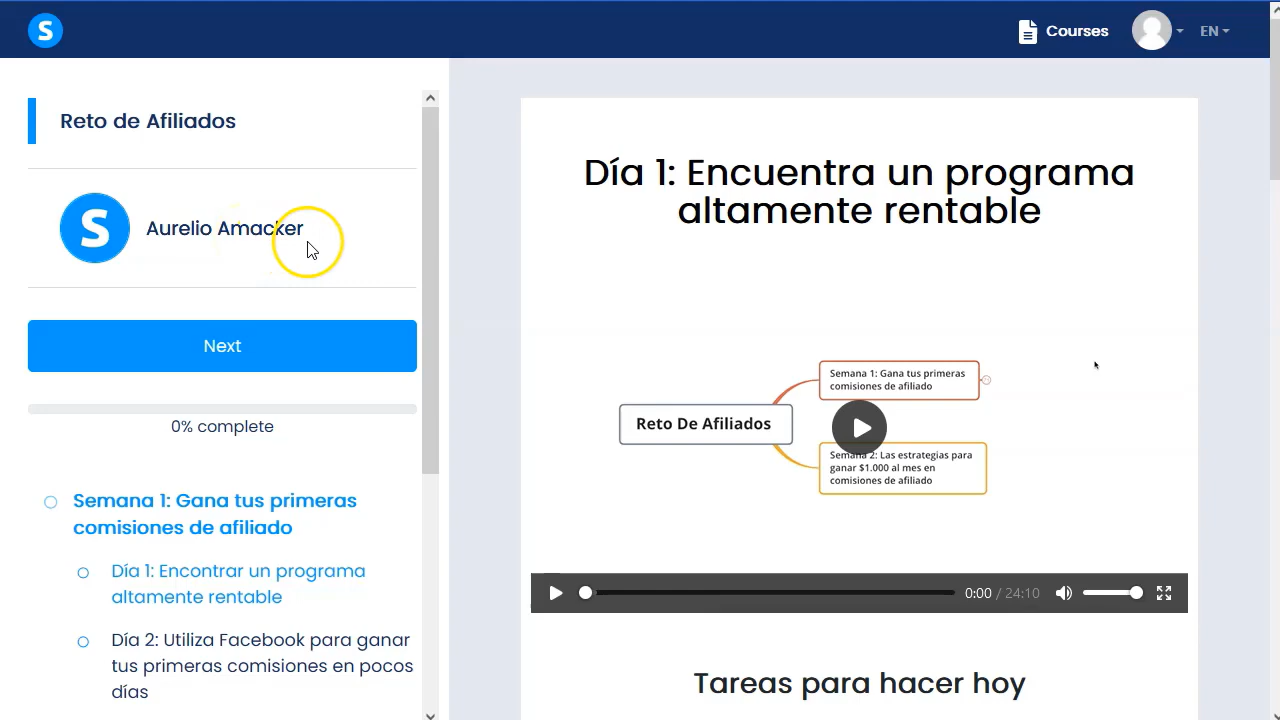 S
Courses
EN
Reto de Afiliados
S
Aurelio Amacker
Next
0% complete
Semana 1: Gana tus primeras
comisiones de afiliado
Día 1: Encontrar un programa
altamente rentable
Día 2: Utiliza Facebook para ganar
tus primeras comisiones en pocos
días
Día 1: Encuentra un programa
altamente rentable
Reto De Afiliados
Semana 1: Gana tus primeras
comisiones de afiliado
Semana 2: Las estrategias para
ganar $1.000 al mes en
comisiones de afiliado
0:00 / 24:10
Tareas para hacer hoy